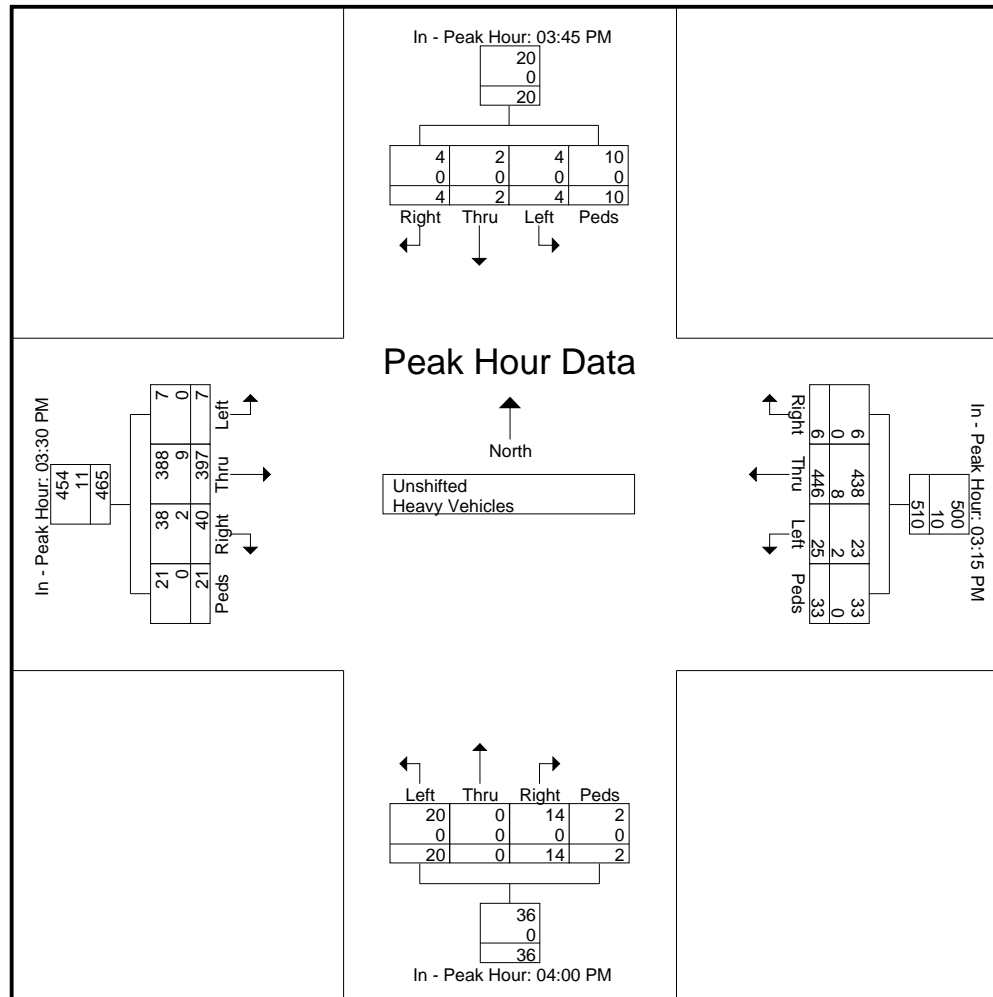 In - Peak Hour: 03:45 PM
20
0
20
4 2 4 10
0 0 0 0
4 2 4 10
Right Thru Left Peds
Peak Hour Data
North
Unshifted
Heavy Vehicles
In - Peak Hour: 03:30 PM
454
11
465
7 0 7
Left
388 9 397
Thru
38 2 40
Right
21 0 21
Peds
In - Peak Hour: 03:15 PM
500
10
510
Right
6 0 6
Thru
438 8 446
Left
23 2 25
Peds
33 0 33
Left Thru Right Peds
20 0 14 2
0 0 0 0
20 0 14 2
36
0
36
In - Peak Hour: 04:00 PM